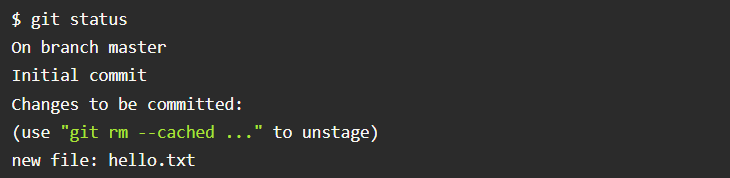 $ git status
On branch master
Initial commit
Changes to be committed:
(use "git rm --cached ..." to unstage)
new file: hello.txt